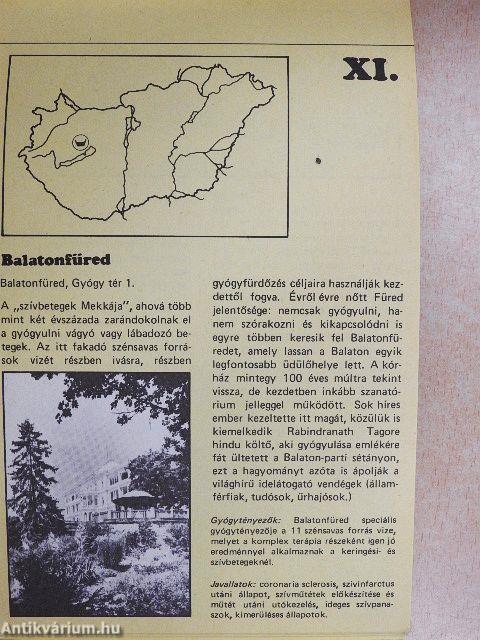 XI.
Balatonfüred
Balatonfüred, Gyógy tér 1.
A „szívbetegek Mekkája”, ahová több
mint két évszázada zarándokolnak el
a gyógyulni vágyó vagy lábadozó be-
tegek. Az itt fakadó szénsavas forrá-
sok vizét részben ivásra, részben
gyógyfürdőzés céljaira használják kez-
dettől fogva. Évről évre nőtt Füred
jelentősége: nemcsak gyógyulni, ha-
nem szórakozni és kikapcsolódni is
egyre többen keresik fel Balatonfü-
redet, amely lassan a Balaton egyik
legfontosabb üdülőhelye lett. A kór-
ház mintegy 100 éves múltra tekint
vissza, de kezdetben inkább szanató-
rium jelleggel működött. Sok híres
ember kezeltette itt magát, közülük is
kiemelkedik Rabindranath Tagore
hindu költő, aki gyógyulása emlékére
fát ültetett a Balaton-parti sétányon,
ezt a hagyományt azóta is ápolják a
világhírű idelátogató vendégek (állam-
férfiak, tudósok, űrhajósok.)
Gyógytényezők: Balatonfüred speciális
gyógytényezője a 11 szénsavas forrás vize,
melyet a komplex terápia részeként igen jó
eredménnyel alkalmaznak a keringési- és
szívbetegeknél.
Javallatok: coronaria sclerosis, szívinfarctus
utáni állapot, szívműtétek előkészítése és
műtét utáni utókezelés, ideges szívpana-
szok, kimerüléses állapotok.
Antikvárium.hu